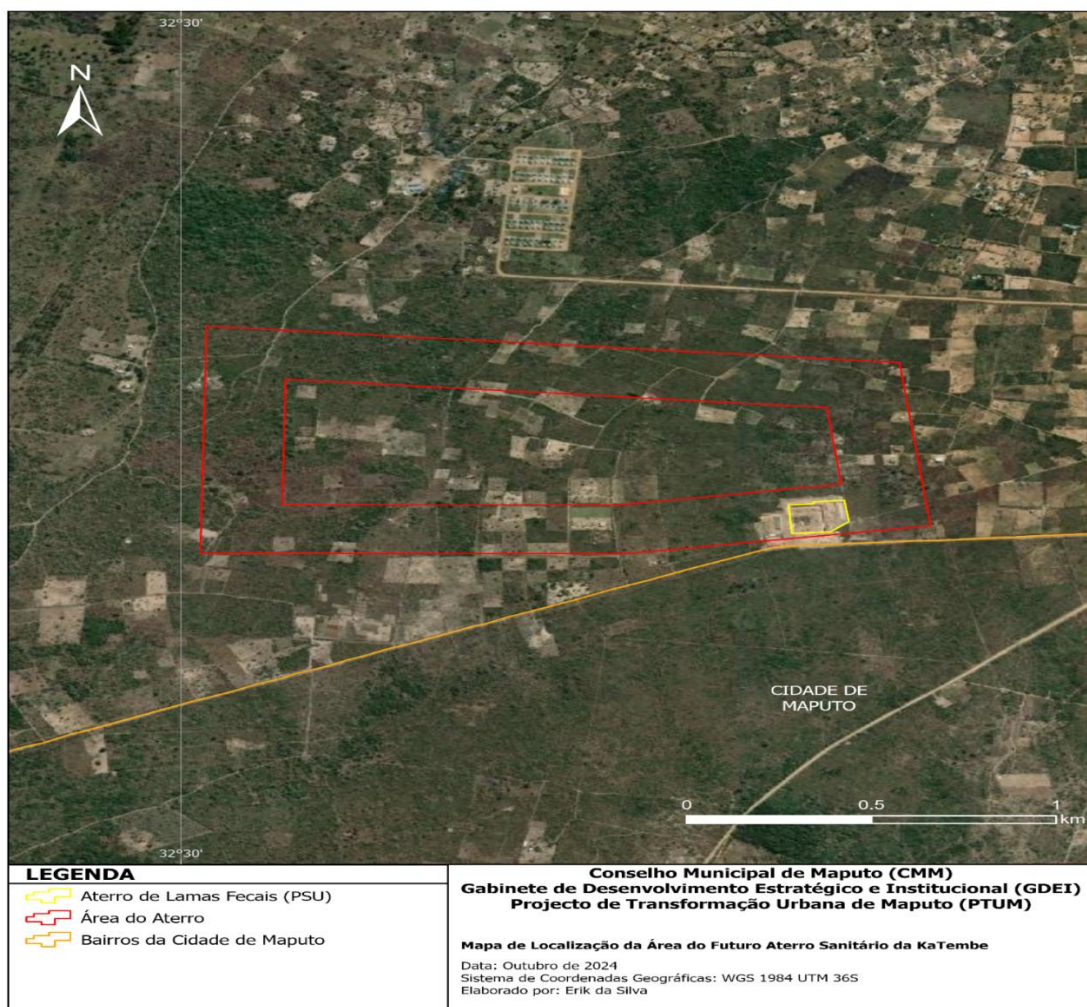 32°30'
N
CIDADE DE
MAPUTO
0 0.5 1
km
32°30'
LEGENDA
Aterro de Lamas Fecais (PSU)
Área do Aterro
Bairros da Cidade de Maputo
Conselho Municipal de Maputo (CMM)
Gabinete de Desenvolvimento Estratégico e Institucional (GDEI)
Projecto de Transformação Urbana de Maputo (PTUM)
Mapa de Localização da Área do Futuro Aterro Sanitário da KaTembe
Data: Outubro de 2024
Sistema de Coordenadas Geográficas: WGS 1984 UTM 36S
Elaborado por: Erik da Silva